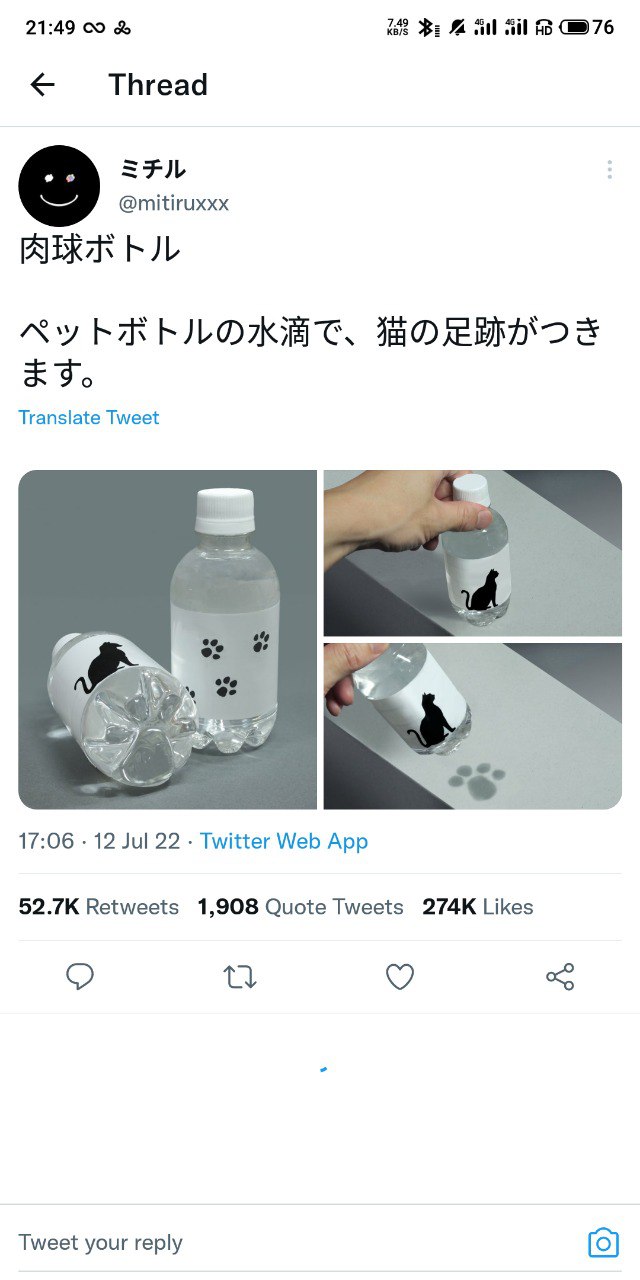 21:49
7.49 KB/S
4G
4G
HD
76
Thread
ミチル
@mitiruxxx
肉球ボトル
ペットボトルの水滴で、猫の足跡がつき
ます。
Translate Tweet
17:06 · 12 Jul 22 · Twitter Web App
52.7K Retweets 1,908 Quote Tweets 274K Likes
Tweet your reply